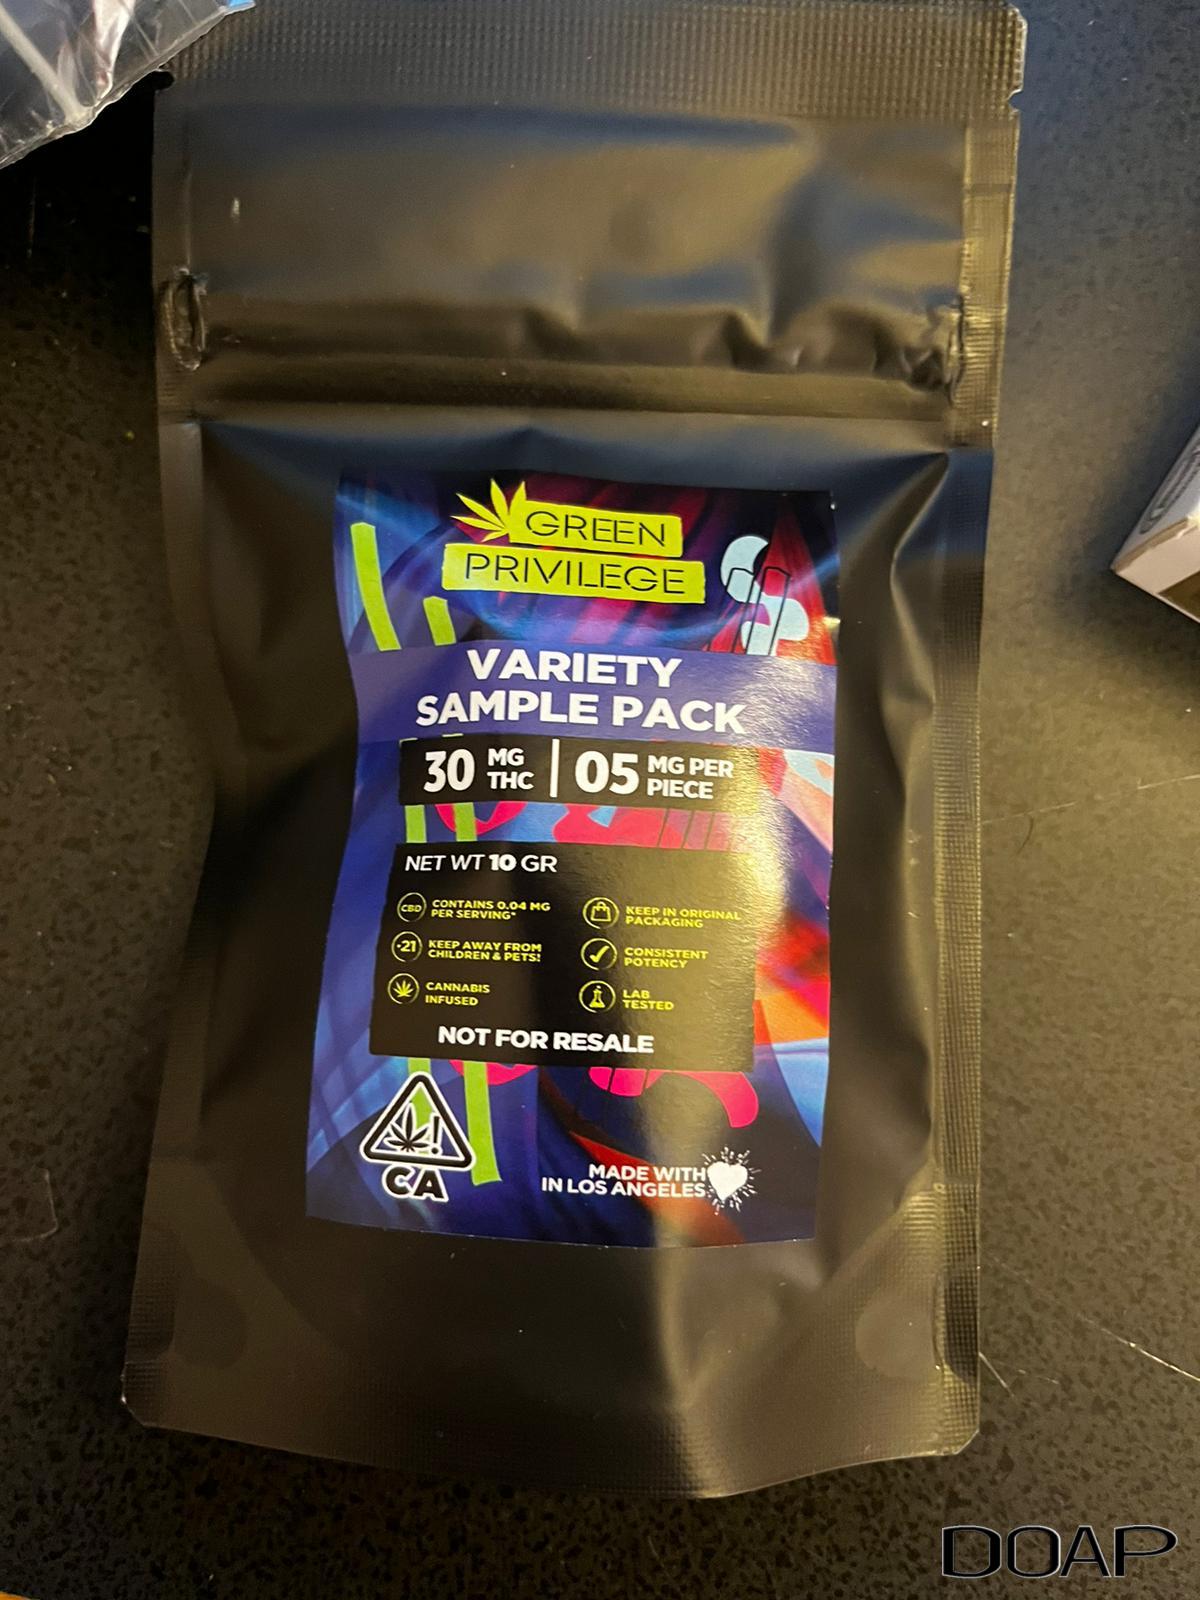 GREEN
PRIVILEGE
VARIETY
SAMPLE PACK
30 MG THC | 05 MG PER PIECE
NET WT 10 GR
CBD CONTAINS 0.04 MG PER SERVING*
KEEP IN ORIGINAL PACKAGING
-21 KEEP AWAY FROM CHILDREN & PETS!
CONSISTENT POTENCY
CANNABIS INFUSED
LAB TESTED
NOT FOR RESALE
!
CA
MADE WITH
IN LOS ANGELES
DOAP